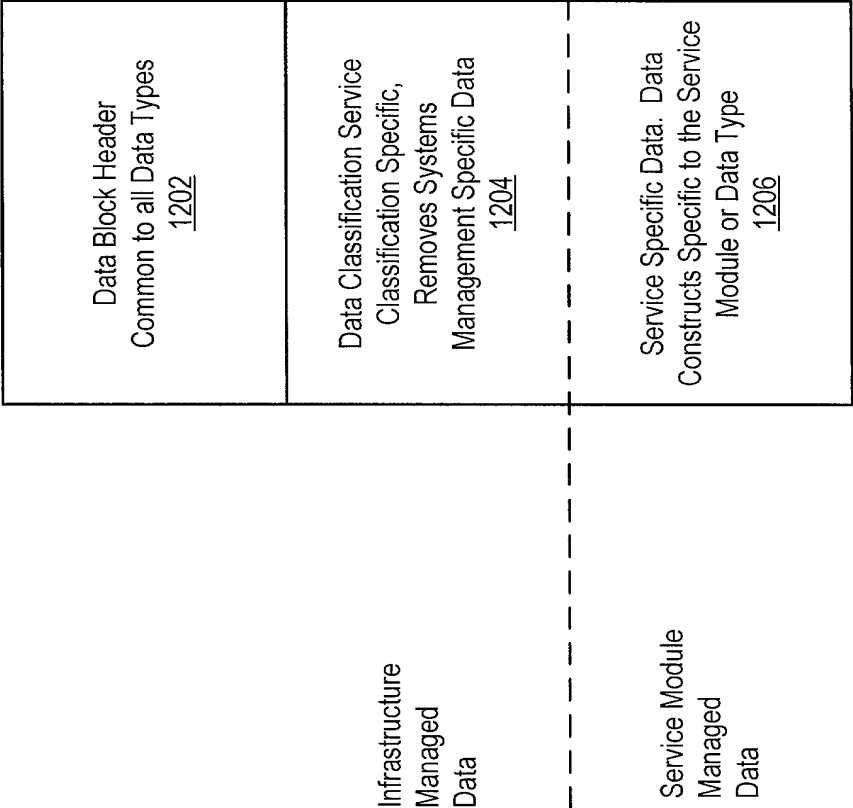 Data Block Header
Common to all Data Types
1202
Data Classification Service
Classification Specific,
Removes Systems
Management Specific Data
1204
Infrastructure
Managed
Data
Service Specific Data. Data
Constructs Specific to the Service
Module or Data Type
1206
Service Module
Managed
Data